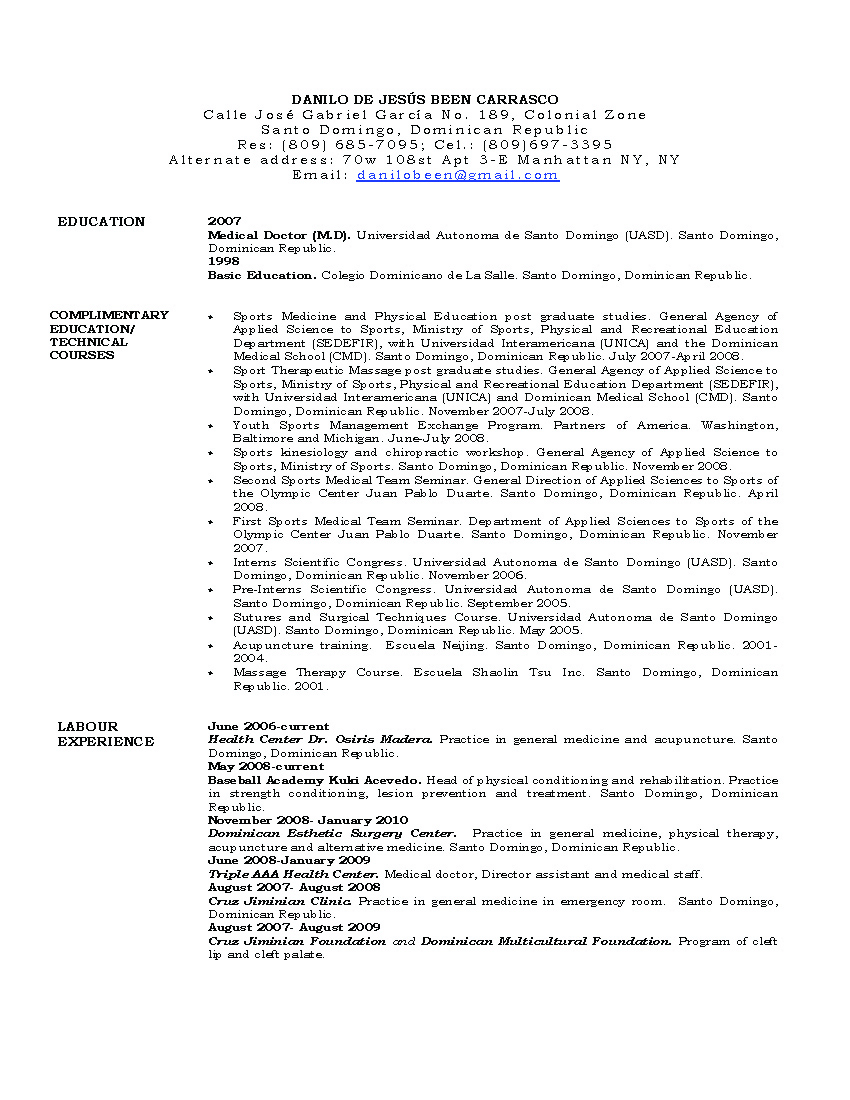 DANILO DE JESÚS BEEN CARRASCO
Calle José Gabriel García No. 189, Colonial Zone
Santo Domingo, Dominican Republic
Res: (809) 685-7095; Cel.: (809)697-3395
Alternate address: 70w 108st Apt 3-E Manhattan NY, NY
Email: danilobeen@gmail.com
EDUCATION
2007
Medical Doctor (M.D). Universidad Autonoma de Santo Domingo (UASD). Santo Domingo,
Dominican Republic.
1998
Basic Education. Colegio Dominicano de La Salle. Santo Domingo, Dominican Republic.
COMPLIMENTARY
EDUCATION/
TECHNICAL
COURSES
• Sports Medicine and Physical Education post graduate studies. General Agency of
Applied Science to Sports, Ministry of Sports, Physical and Recreational Education
Department (SEDEFIR), with Universidad Interamericana (UNICA) and the Dominican
Medical School (CMD). Santo Domingo, Dominican Republic. July 2007-April 2008.
• Sport Therapeutic Massage post graduate studies. General Agency of Applied Science to
Sports, Ministry of Sports, Physical and Recreational Education Department (SEDEFIR),
with Universidad Interamericana (UNICA) and Dominican Medical School (CMD). Santo
Domingo, Dominican Republic. November 2007-July 2008.
• Youth Sports Management Exchange Program. Partners of America. Washington,
Baltimore and Michigan. June-July 2008.
• Sports kinesiology and chiropractic workshop. General Agency of Applied Science to
Sports, Ministry of Sports. Santo Domingo, Dominican Republic. November 2008.
• Second Sports Medical Team Seminar. General Direction of Applied Sciences to Sports of
the Olympic Center Juan Pablo Duarte. Santo Domingo, Dominican Republic. April
2008.
• First Sports Medical Team Seminar. Department of Applied Sciences to Sports of the
Olympic Center Juan Pablo Duarte. Santo Domingo, Dominican Republic. November
2007.
• Interns Scientific Congress. Universidad Autonoma de Santo Domingo (UASD). Santo
Domingo, Dominican Republic. November 2006.
• Pre-Interns Scientific Congress. Universidad Autonoma de Santo Domingo (UASD).
Santo Domingo, Dominican Republic. September 2005.
• Sutures and Surgical Techniques Course. Universidad Autonoma de Santo Domingo
(UASD). Santo Domingo, Dominican Republic. May 2005.
• Acupuncture training. Escuela Neijing. Santo Domingo, Dominican Republic. 2001-
2004.
• Massage Therapy Course. Escuela Shaolin Tsu Inc. Santo Domingo, Dominican
Republic. 2001.
LABOUR
EXPERIENCE
June 2006-current
Health Center Dr. Osiris Madera. Practice in general medicine and acupuncture. Santo
Domingo, Dominican Republic.
May 2008-current
Baseball Academy Kuki Acevedo. Head of physical conditioning and rehabilitation. Practice
in strength conditioning, lesion prevention and treatment. Santo Domingo, Dominican
Republic.
November 2008- January 2010
Dominican Esthetic Surgery Center. Practice in general medicine, physical therapy,
acupuncture and alternative medicine. Santo Domingo, Dominican Republic.
June 2008-January 2009
Triple AAA Health Center. Medical doctor, Director assistant and medical staff.
August 2007- August 2008
Cruz Jiminian Clinic. Practice in general medicine in emergency room. Santo Domingo,
Dominican Republic.
August 2007- August 2009
Cruz Jiminian Foundation and Dominican Multicultural Foundation. Program of cleft
lip and cleft palate.